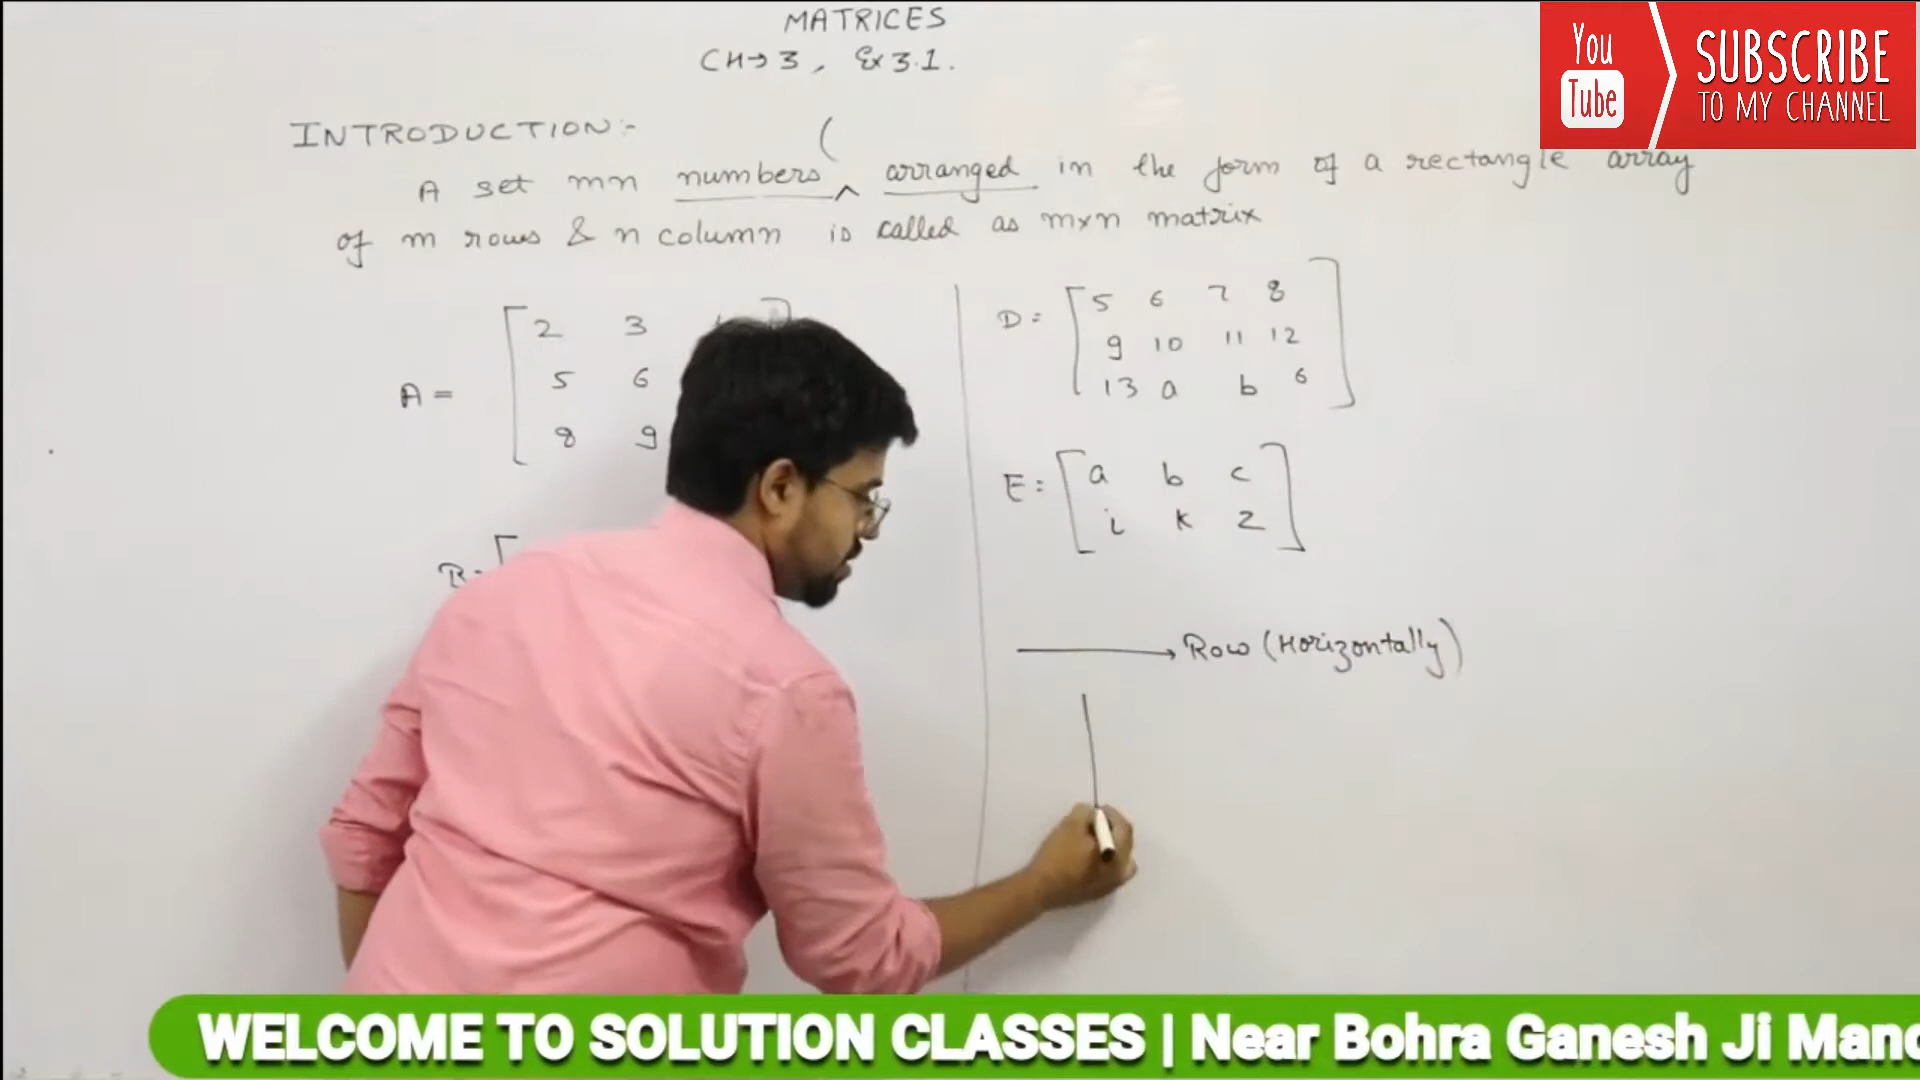 MATRICES
CH→3, Ex 3.1.
You
Tube
SUBSCRIBE
TO MY CHANNEL
INTRODUCTION:-
(
A set mn numbers ^ arranged in the form of a rectangle array
of m rows & n column is called as m×n matrix
A = [ 2 3
5 6
8 9
B = [
D = [ 5 6 7 8
9 10 11 12
13 a b 6 ]
E = [ a b c
i k z ]
→ Row (Horizontally)
WELCOME TO SOLUTION CLASSES | Near Bohra Ganesh Ji